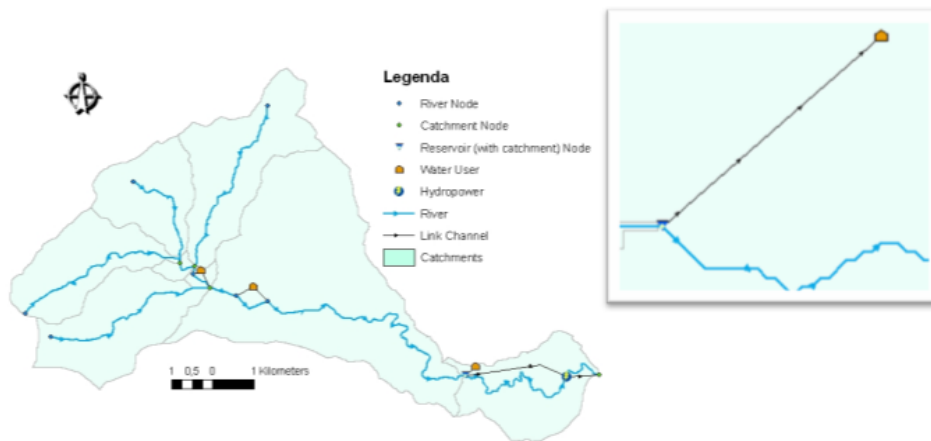 Legenda
River Node
Catchment Node
Reservoir (with catchment) Node
Water User
Hydropower
River
Link Channel
Catchments
1 0,5 0 1 Kilometers